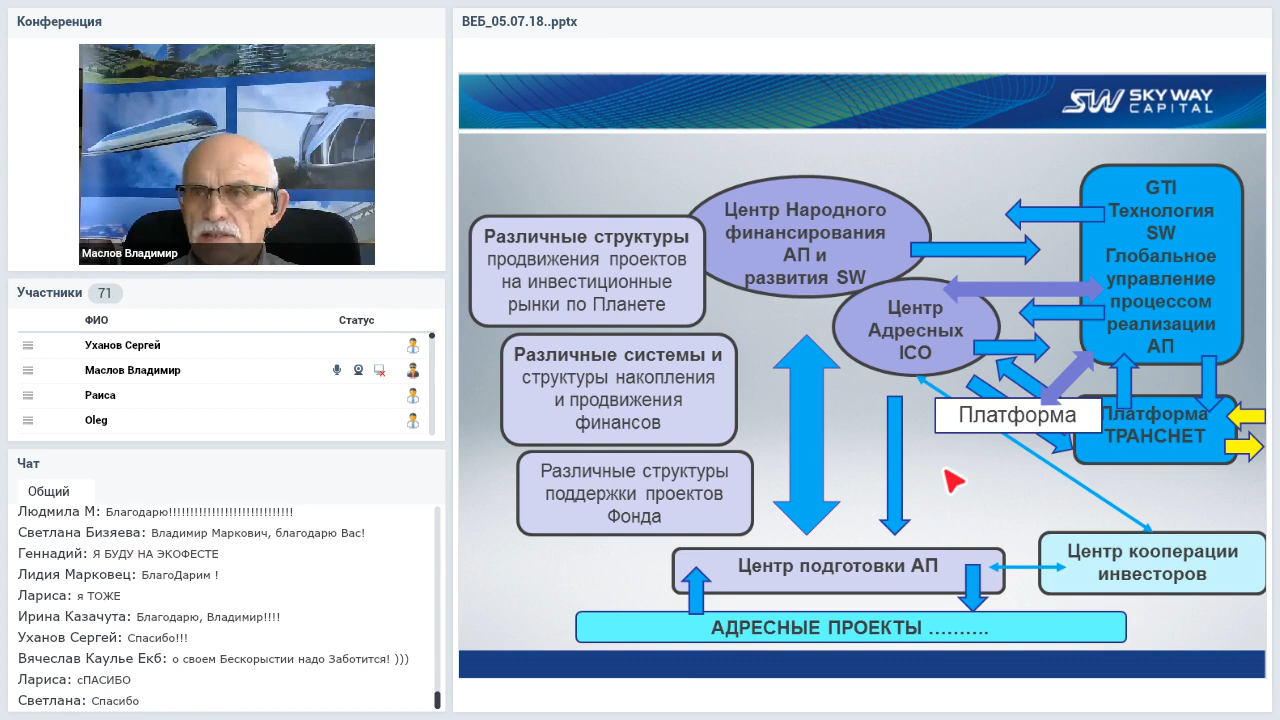 Конференция
Маслов Владимир
Участники 71
ФИО Статус
Уханов Сергей
Маслов Владимир
Раиса
Oleg
Чат
Общий
Людмила М: Благодарю!!!!!!!!!!!!!!!!!!!!!!!!!!!!!
Светлана Бизяева: Владимир Маркович, благодарю Вас!
Геннадий: Я БУДУ НА ЭКОФЕСТЕ
Лидия Марковец: БлагоДарим !
Лариса: я ТОЖЕ
Ирина Казачута: Благодарю, Владимир!!!!
Уханов Сергей: Спасибо!!!
Вячеслав Каулье Екб: о своем Бескорыстии надо Заботится! )))
Лариса: сПАСИБО
Светлана: Спасибо
ВЕБ_05.07.18..pptx
SW SKY WAY
CAPITAL
Различные структуры
продвижения проектов
на инвестиционные
рынки по Планете
Различные системы и
структуры накопления
и продвижения
финансов
Различные структуры
поддержки проектов
Фонда
Центр Народного
финансирования
АП и
развития SW
Центр
Адресных
ICO
GTI
Технология
SW
Глобальное
управление
процессом
реализации
АП
Платформа
Платформа
ТРАНСНЕТ
Центр подготовки АП
Центр кооперации
инвесторов
АДРЕСНЫЕ ПРОЕКТЫ ……….